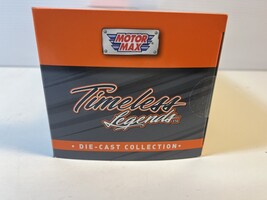 MOTOR
MAX
Timeless
Legends
• DIE-CAST COLLECTION •